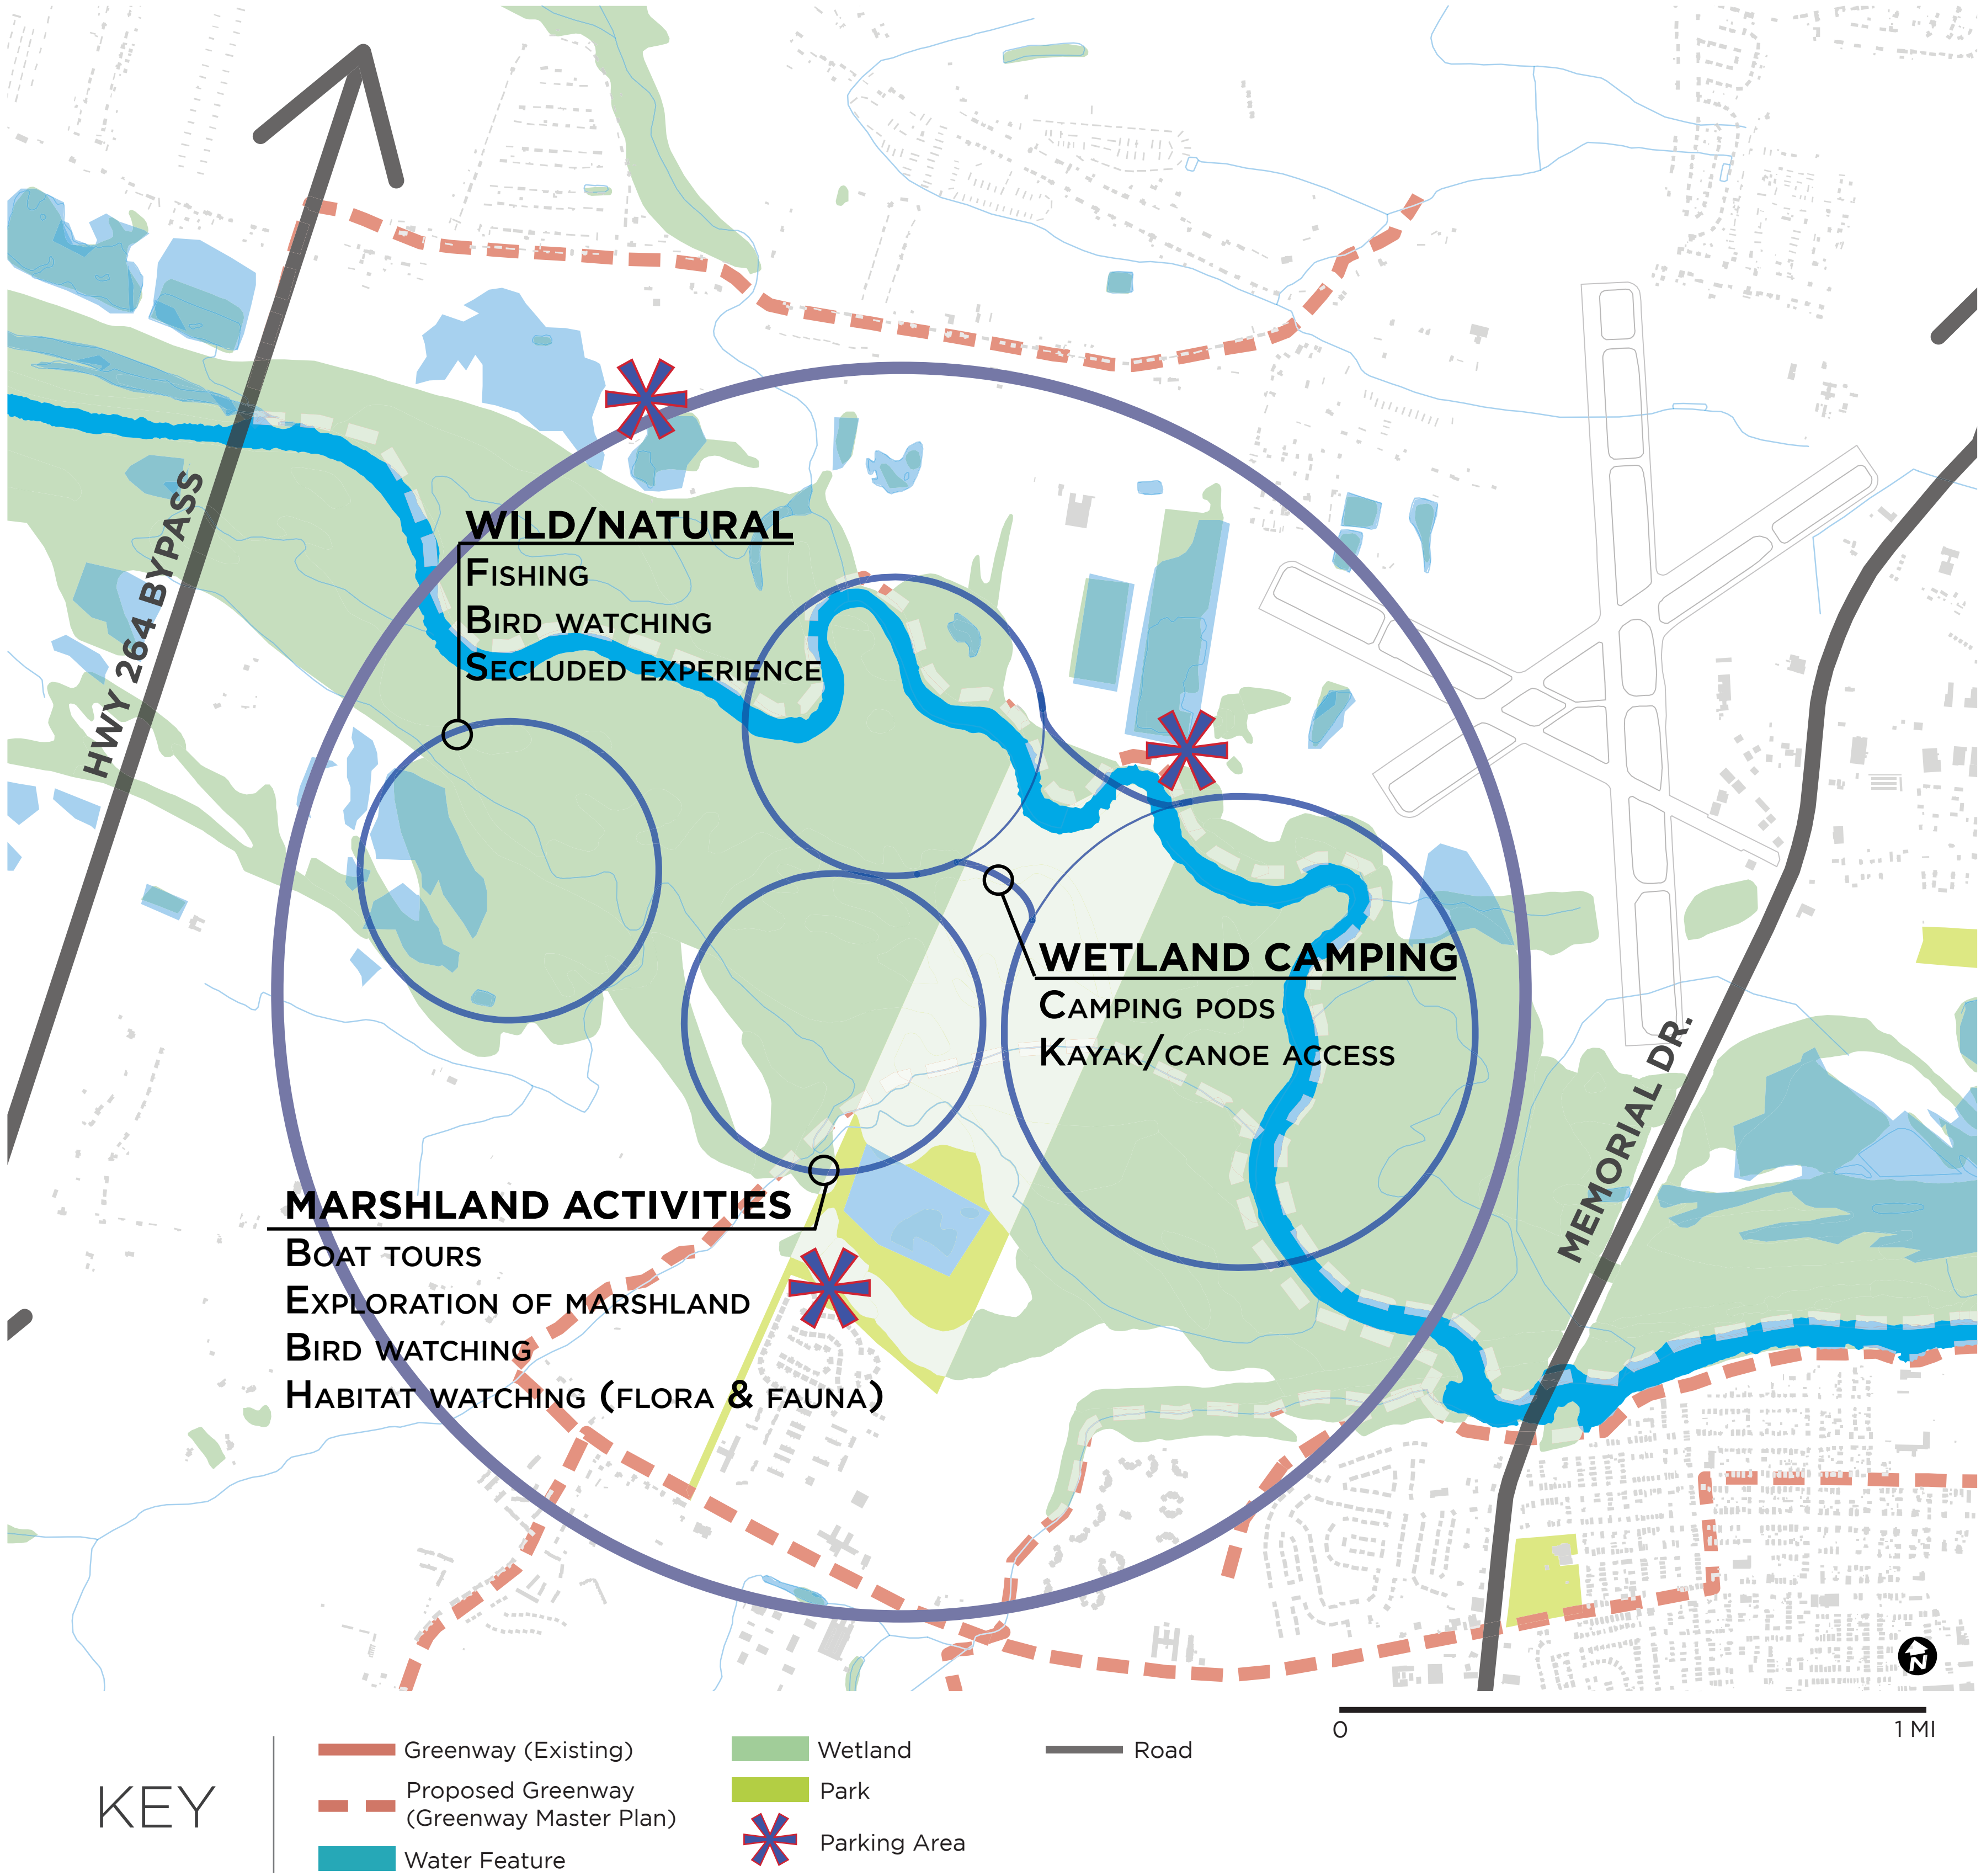 HWY 264 BYPASS
WILD/NATURAL
Fishing
Bird watching
Secluded experience
WETLAND CAMPING
Camping pods
Kayak/canoe access
MEMORIAL DR.
MARSHLAND ACTIVITIES
Boat tours
Exploration of marshland
Bird watching
Habitat watching (flora & fauna)
N
0
1 MI
KEY
Greenway (Existing)
Proposed Greenway
(Greenway Master Plan)
Water Feature
Wetland
Park
Parking Area
Road